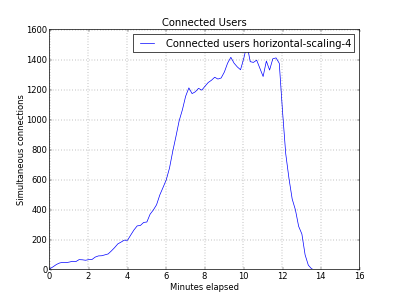 Connected Users
Connected users horizontal-scaling-4
Simultaneous connections
1600
1400
1200
1000
800
600
400
200
0
0 2 4 6 8 10 12 14 16
Minutes elapsed